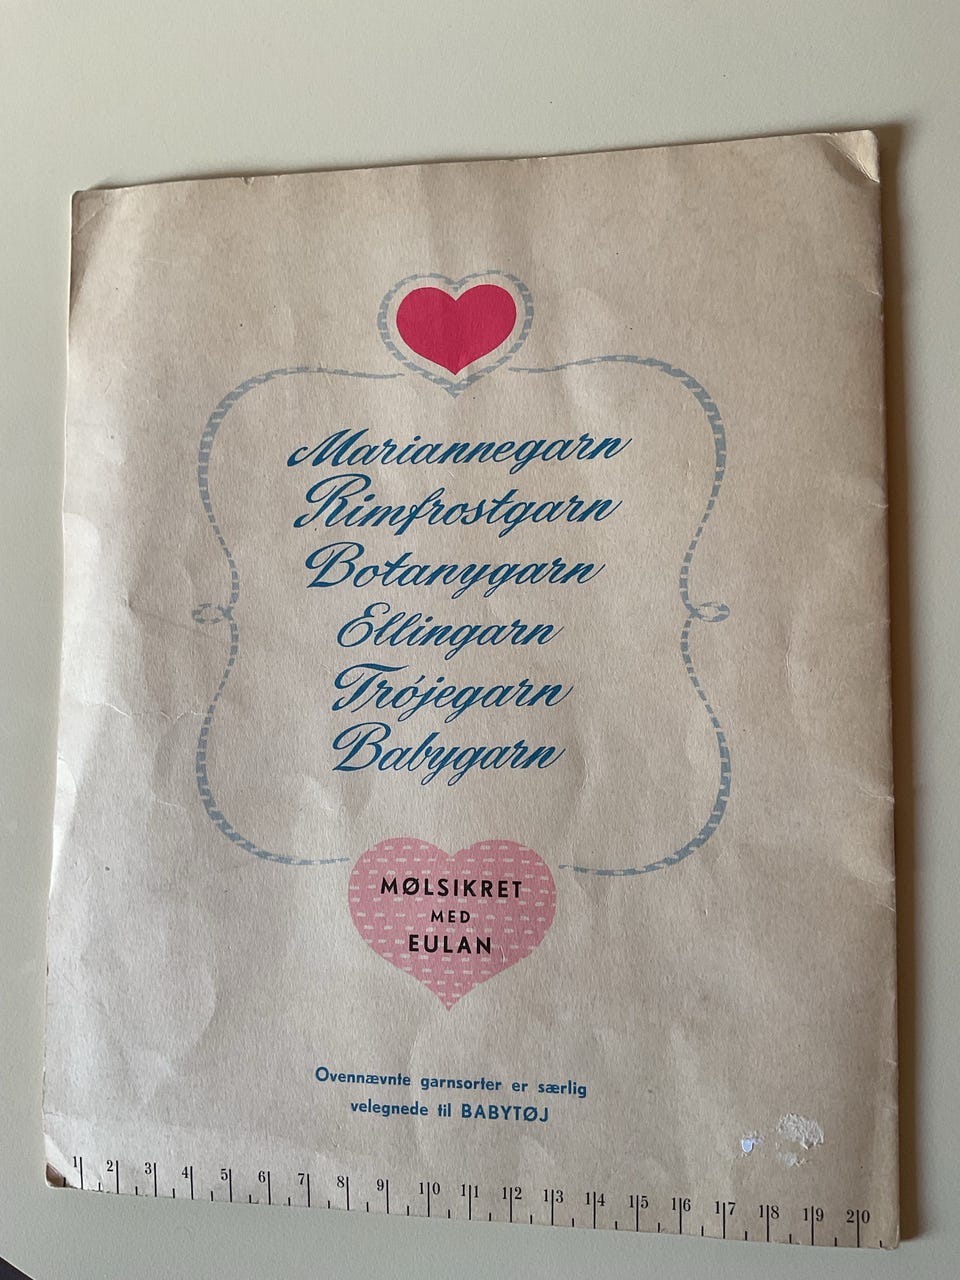 Mariannegarn
Rimfrostgarn
Botanygarn
Ellingarn
Trójegarn
Babygarn
MØLSIKRET
MED
EULAN
Ovennævnte garnsorter er særlig
velegnede til BABYTØJ
1 2 3 4 5 6 7 8 9 10 11 12 13 14 15 16 17 18 19 20